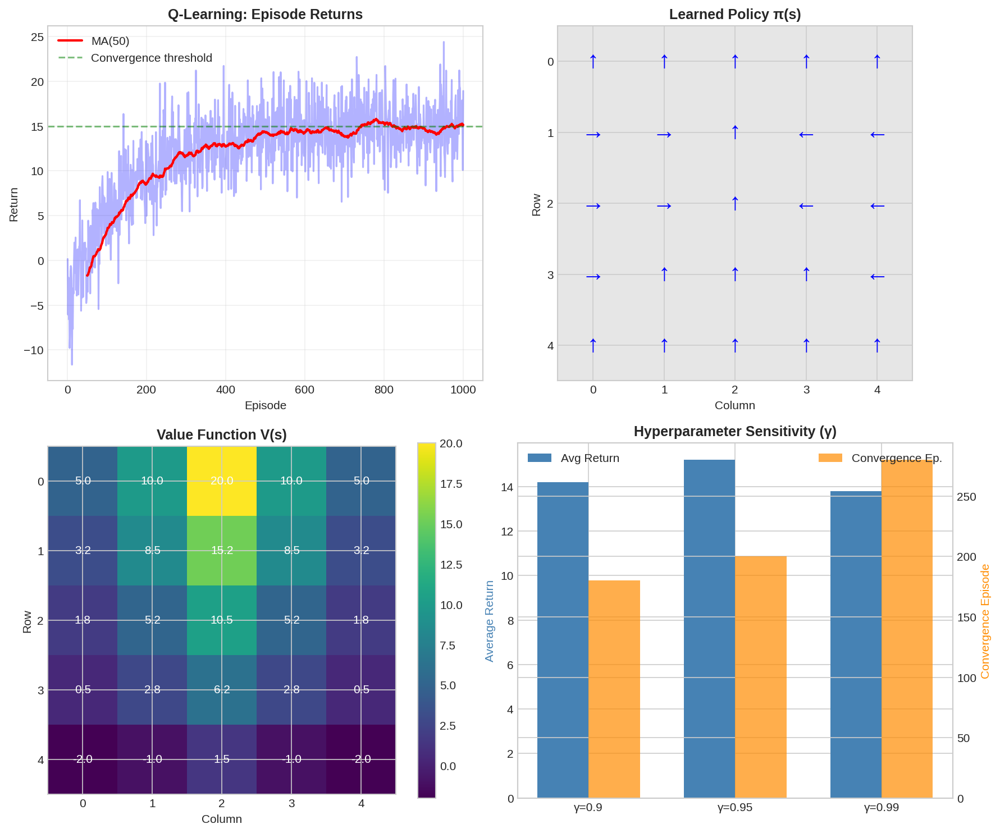 Q-Learning: Episode Returns
MA(50)
Convergence threshold
25
20
15
10
5
0
−5
−10
Return
0 200 400 600 800 1000
Episode
Learned Policy π(s)
0 ↑ ↑ ↑ ↑ ↑
1 → → ↑ ← ←
2 → → ↑ ← ←
3 → ↑ ↑ ↑ ←
4 ↑ ↑ ↑ ↑ ↑
Row
0 1 2 3 4
Column
Value Function V(s)
0 5.0 10.0 20.0 10.0 5.0
1 3.2 8.5 15.2 8.5 3.2
2 1.8 5.2 10.5 5.2 1.8
3 0.5 2.8 6.2 2.8 0.5
4 -2.0 -1.0 1.5 -1.0 -2.0
Row
0 1 2 3 4
Column
20.0
17.5
15.0
12.5
10.0
7.5
5.0
2.5
0.0
Hyperparameter Sensitivity (γ)
Avg Return
Convergence Ep.
14
12
10
8
6
4
2
0
Average Return
γ=0.9 γ=0.95 γ=0.99
250
200
150
100
50
0
Convergence Episode